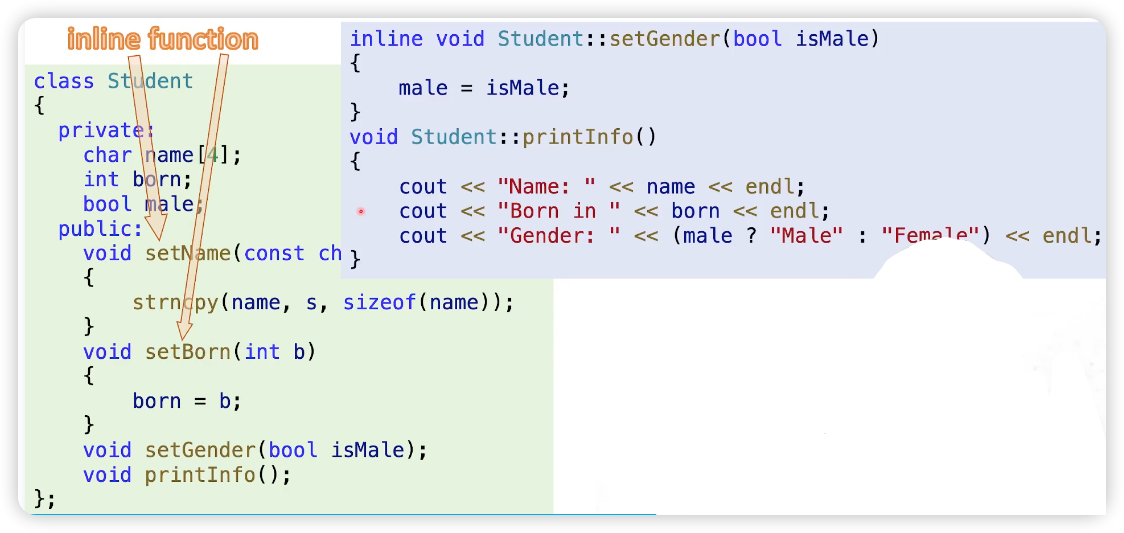 inline function
class Student
{
private:
char name[4];
int born;
bool male;
public:
void setName(const ch
{
strncpy(name, s, sizeof(name));
}
void setBorn(int b)
{
born = b;
}
void setGender(bool isMale);
void printInfo();
};
inline void Student::setGender(bool isMale)
{
male = isMale;
}
void Student::printInfo()
{
cout << "Name: " << name << endl;
cout << "Born in " << born << endl;
cout << "Gender: " << (male ? "Male" : "Female") << endl;
}